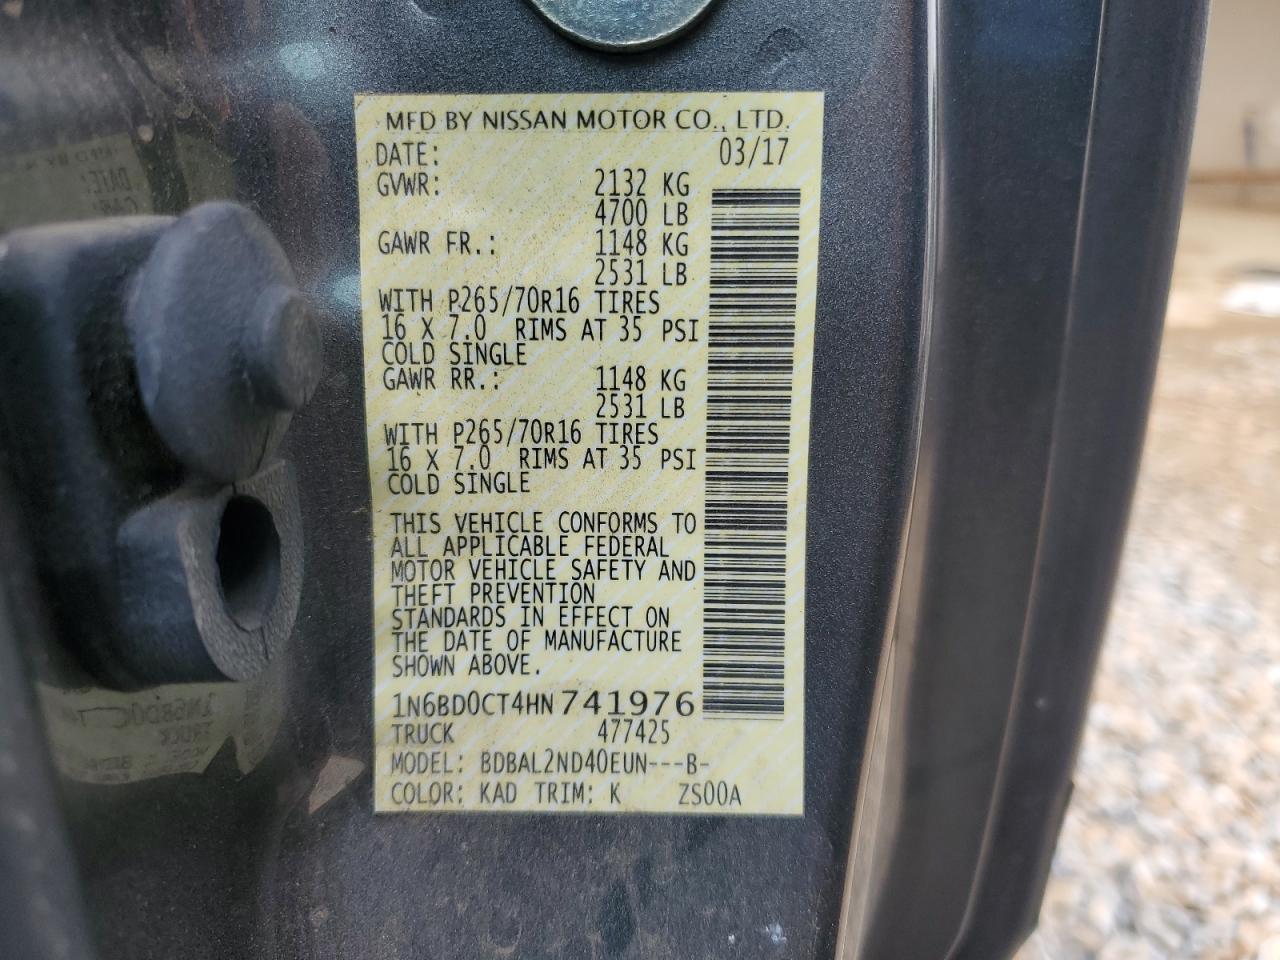 MFD BY NISSAN MOTOR CO., LTD.
DATE: 03/17
GVWR: 2132 KG
4700 LB
GAWR FR.: 1148 KG
2531 LB
WITH P265/70R16 TIRES
16 X 7.0 RIMS AT 35 PSI
COLD SINGLE
GAWR RR.: 1148 KG
2531 LB
WITH P265/70R16 TIRES
16 X 7.0 RIMS AT 35 PSI
COLD SINGLE
THIS VEHICLE CONFORMS TO
ALL APPLICABLE FEDERAL
MOTOR VEHICLE SAFETY AND
THEFT PREVENTION
STANDARDS IN EFFECT ON
THE DATE OF MANUFACTURE
SHOWN ABOVE.
1N6BD0CT4HN741976
TRUCK 477425
MODEL: BDBAL2ND40EUN---B-
COLOR: KAD TRIM: K ZS00A